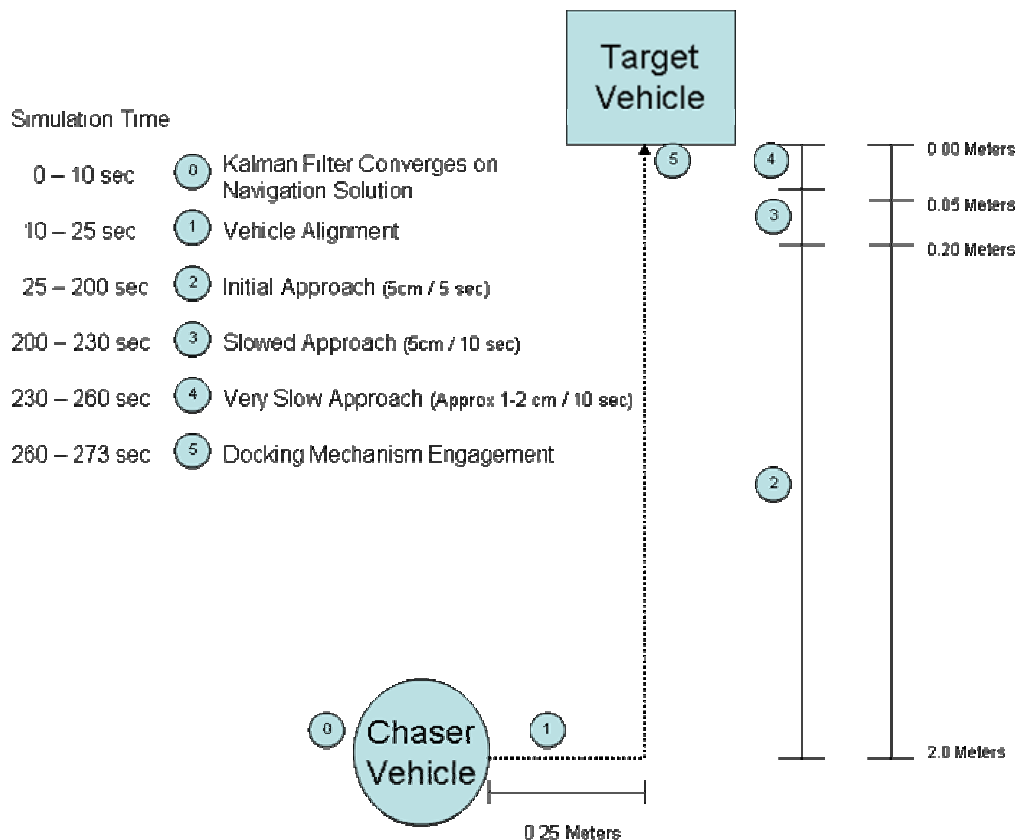 Target
Vehicle
Simulation Time
0 – 10 sec 0 Kalman Filter Converges on
Navigation Solution
10 – 25 sec 1 Vehicle Alignment
25 – 200 sec 2 Initial Approach (5cm / 5 sec)
200 – 230 sec 3 Slowed Approach (5cm / 10 sec)
230 – 260 sec 4 Very Slow Approach (Approx 1-2 cm / 10 sec)
260 – 273 sec 5 Docking Mechanism Engagement
5
4
3
2
0.00 Meters
0.05 Meters
0.20 Meters
2.0 Meters
0
Chaser
Vehicle
1
0.25 Meters